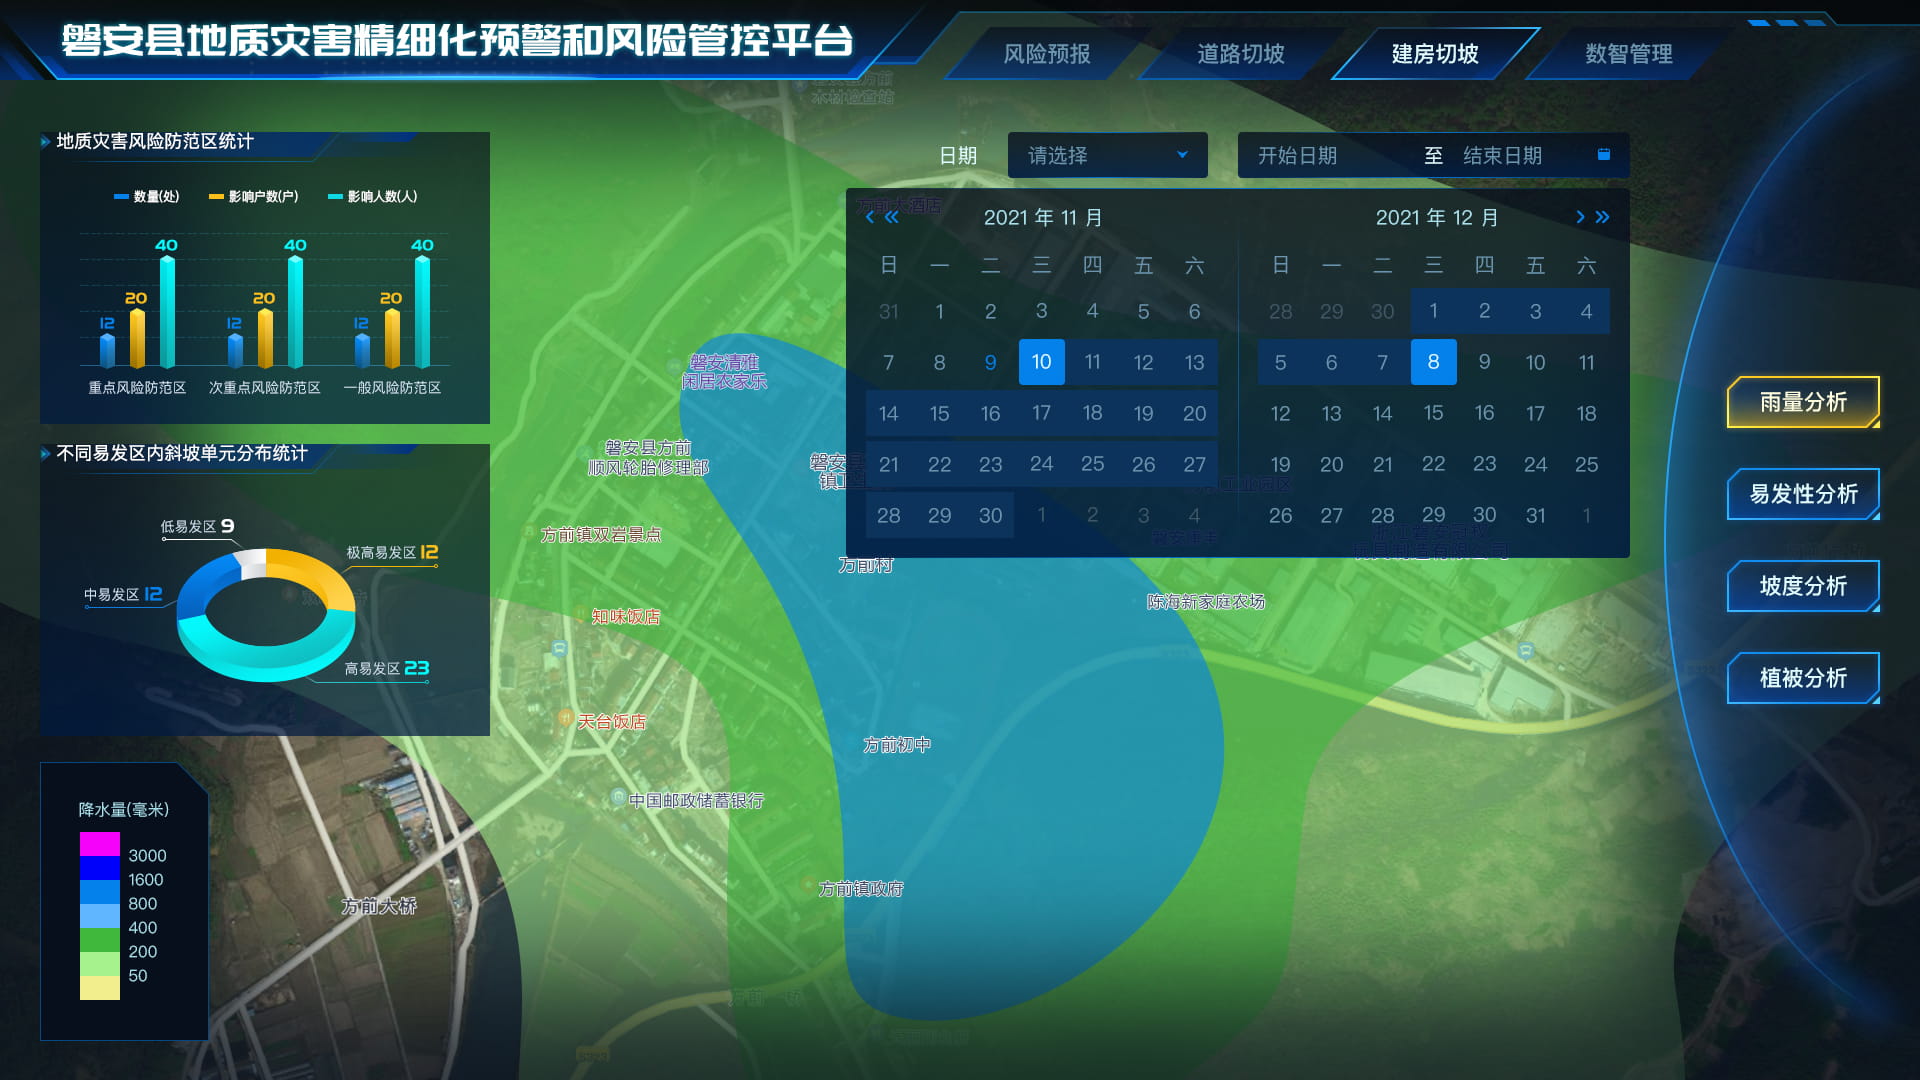 磐安县地质灾害精细化预警和风险管控平台
风险预报
道路切坡
建房切坡
数智管理
木材检查站
地质灾害风险防范区统计
数量(处) 影响户数(户) 影响人数(人)
12 20 40 12 20 40 12 20 40
重点风险防范区 次重点风险防范区 一般风险防范区
不同易发区内斜坡单元分布统计
低易发区 9
极高易发区 12
中易发区 12
高易发区 23
降水量(毫米)
3000
1600
800
400
200
50
日期 请选择 开始日期 至 结束日期
方前大酒店
2021 年 11 月
日 一 二 三 四 五 六
31 1 2 3 4 5 6
7 8 9 10 11 12 13
14 15 16 17 18 19 20
21 22 23 24 25 26 27
28 29 30 1 2 3 4
2021 年 12 月
日 一 二 三 四 五 六
28 29 30 1 2 3 4
5 6 7 8 9 10 11
12 13 14 15 16 17 18
19 20 21 22 23 24 25
26 27 28 29 30 31 1
雨量分析
易发性分析
坡度分析
植被分析
磐安清雅
闲居农家乐
磐安县方前
顺风轮胎修理部
磐安县
方前镇双岩景点
方前村
陈海新家庭农场
知味饭店
天台饭店
方前初中
中国邮政储蓄银行
方前镇政府
方前大桥